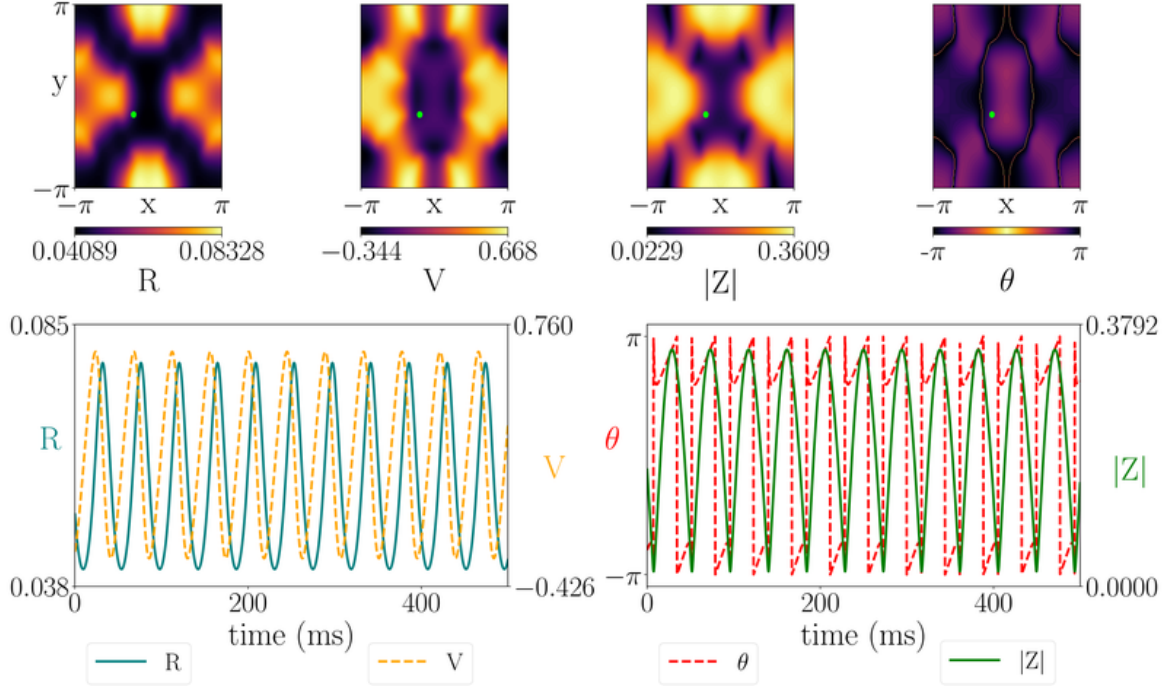 π
y
−π
−π x π
−π x π
−π x π
−π x π
0.04089 0.08328
−0.344 0.668
0.0229 0.3609
-π π
R
V
|Z|
θ
0.085 0.760
R V
0.038 −0.426
0 200 400
time (ms)
R V
π 0.3792
θ |Z|
−π 0.0000
0 200 400
time (ms)
θ |Z|